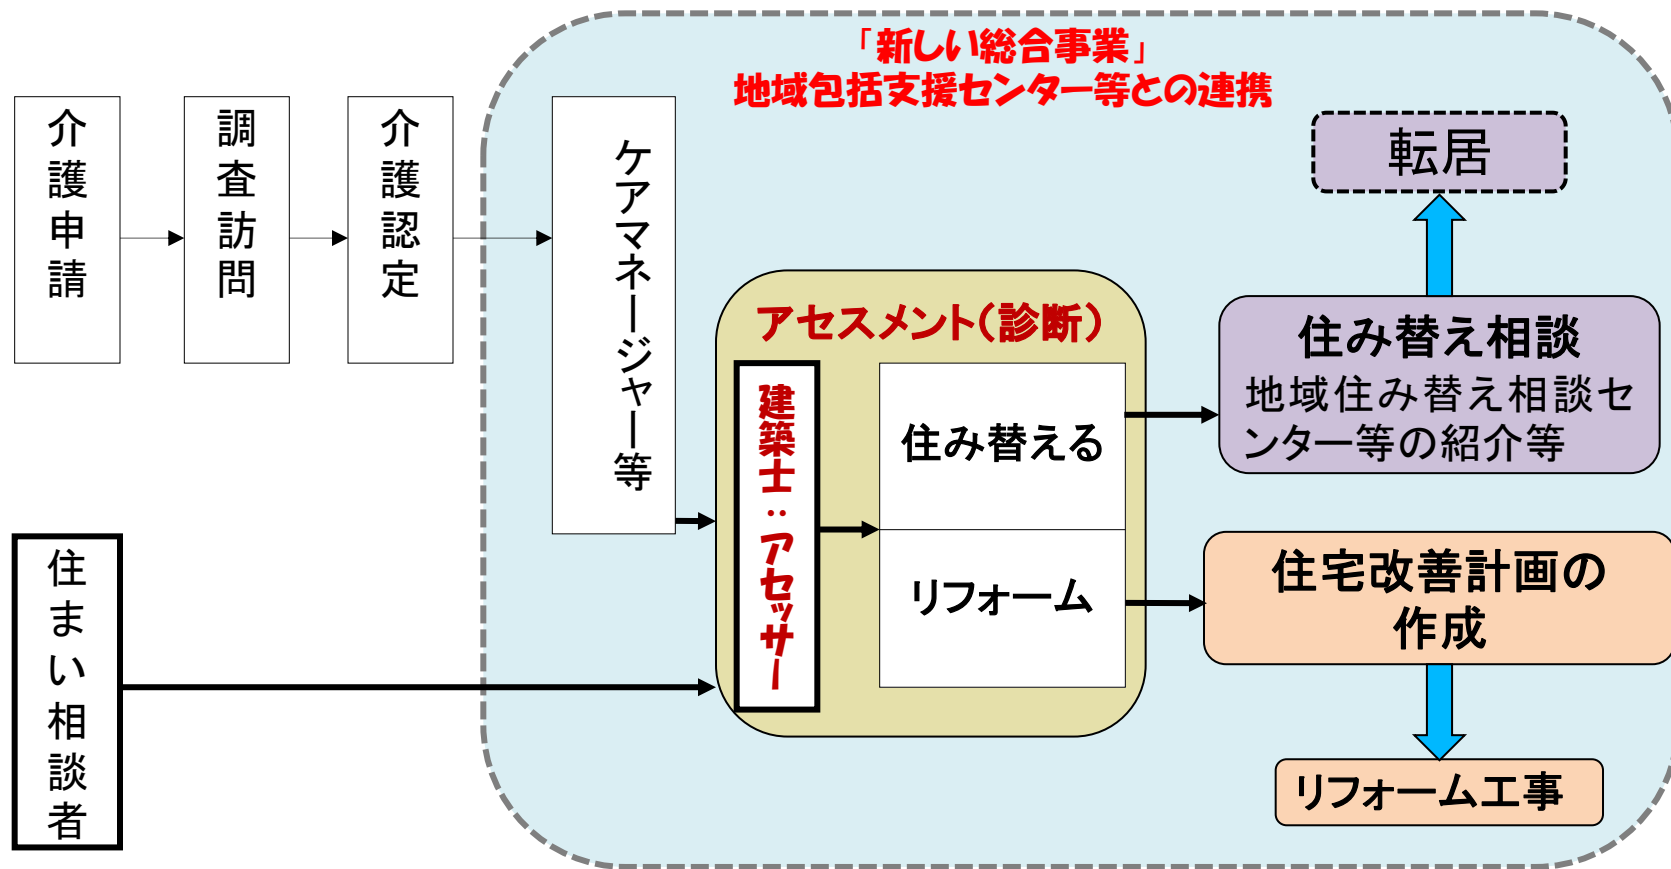 「新しい総合事業」
地域包括支援センター等との連携
介護申請
調査訪問
介護認定
ケアマネージャー等
住まい相談者
アセスメント(診断)
建築士：アセッサー
住み替える
リフォーム
転居
住み替え相談
地域住み替え相談セ
ンター等の紹介等
住宅改善計画の
作成
リフォーム工事